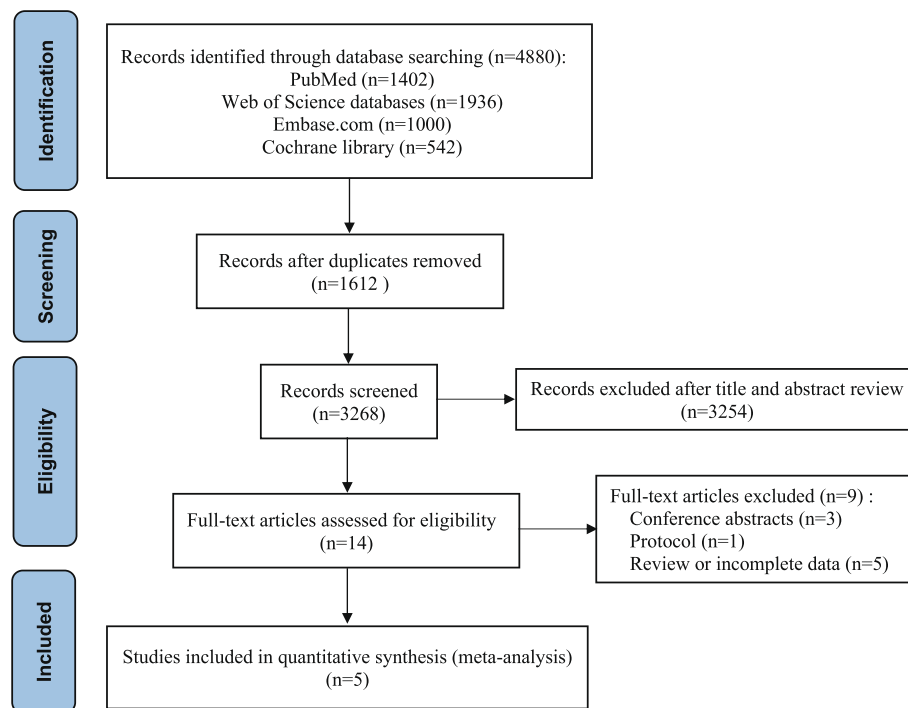 Identification
Records identified through database searching (n=4880):
PubMed (n=1402)
Web of Science databases (n=1936)
Embase.com (n=1000)
Cochrane library (n=542)
Screening
Records after duplicates removed
(n=1612 )
Eligibility
Records screened
(n=3268)
Records excluded after title and abstract review
(n=3254)
Full-text articles assessed for eligibility
(n=14)
Full-text articles excluded (n=9) :
Conference abstracts (n=3)
Protocol (n=1)
Review or incomplete data (n=5)
Included
Studies included in quantitative synthesis (meta-analysis)
(n=5)